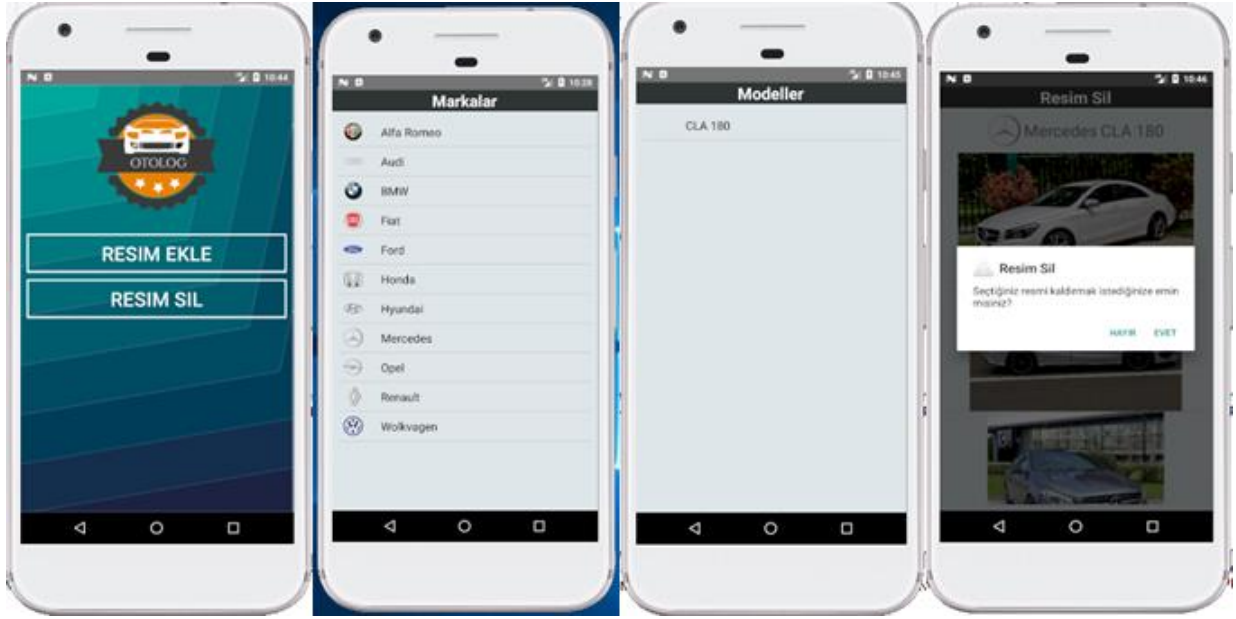 10:44
OTOLOG
RESIM EKLE
RESIM SIL
10:28
Markalar
Alfa Romeo
Audi
BMW
Fiat
Ford
Honda
Hyundai
Mercedes
Opel
Renault
Wolkvagen
10:45
Modeller
CLA 180
10:46
Resim Sil
Mercedes CLA 180
Resim Sil
Seçtiğiniz resmi kaldırmak istediğinize emin
misiniz?
HAYIR EVET